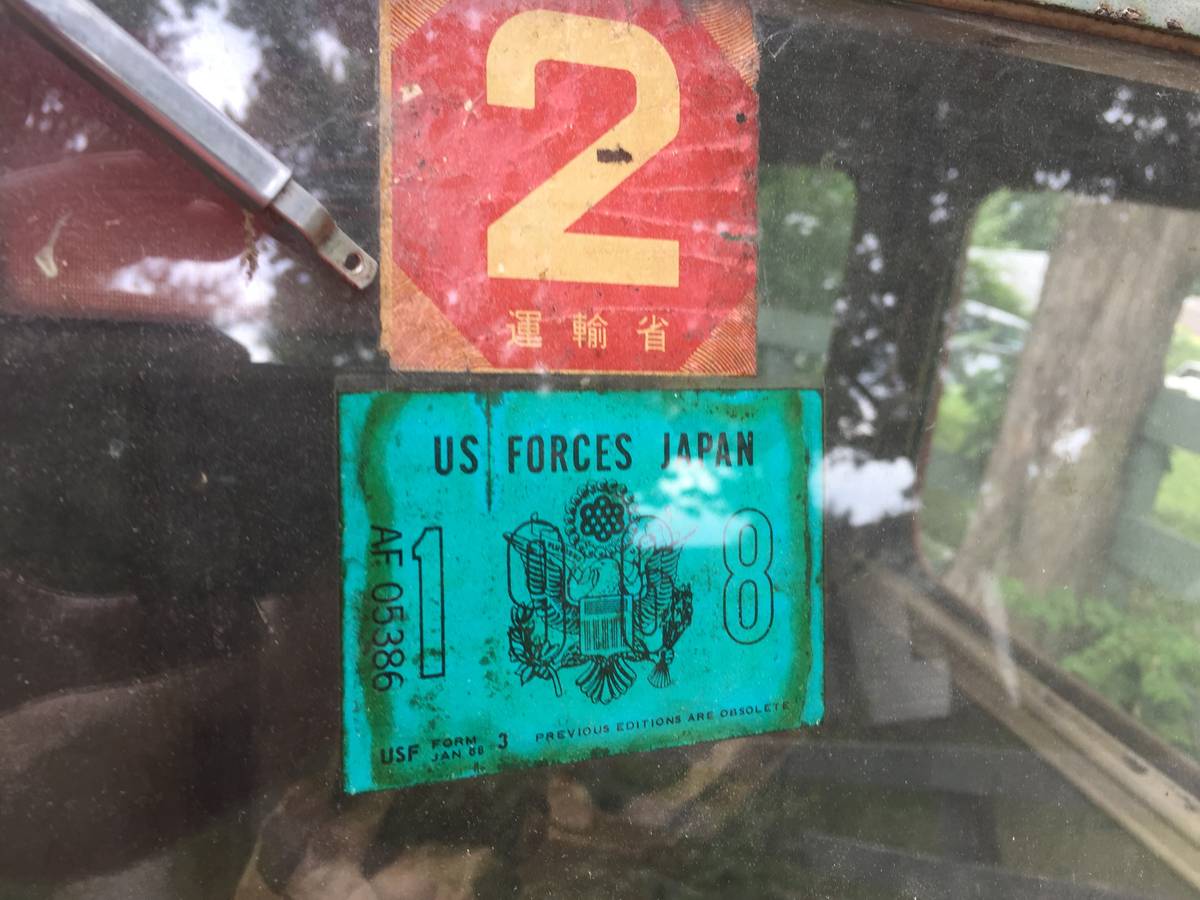 2
運輸省
US FORCES JAPAN
AF 05386
1
8
USF FORM 3
JAN 68
PREVIOUS EDITIONS ARE OBSOLETE